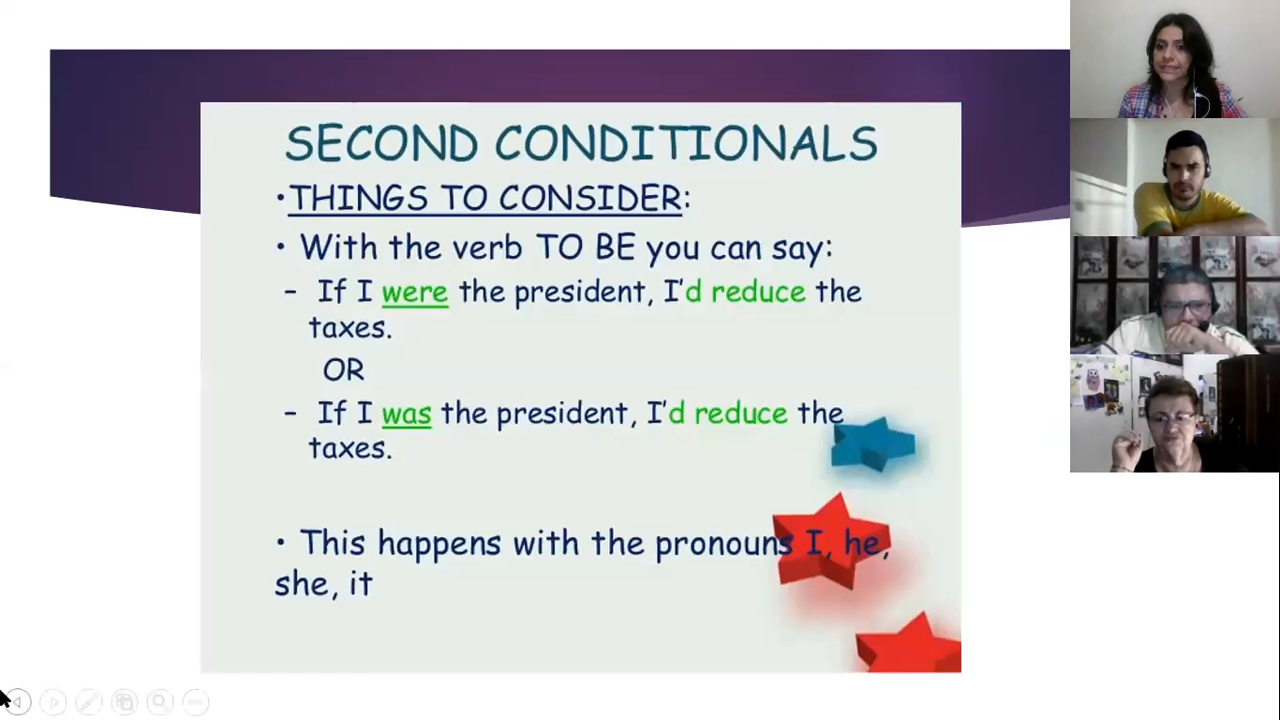 SECOND CONDITIONALS
•THINGS TO CONSIDER:
• With the verb TO BE you can say:
– If I were the president, I'd reduce the
taxes.
OR
– If I was the president, I'd reduce the
taxes.
• This happens with the pronouns I, he,
she, it